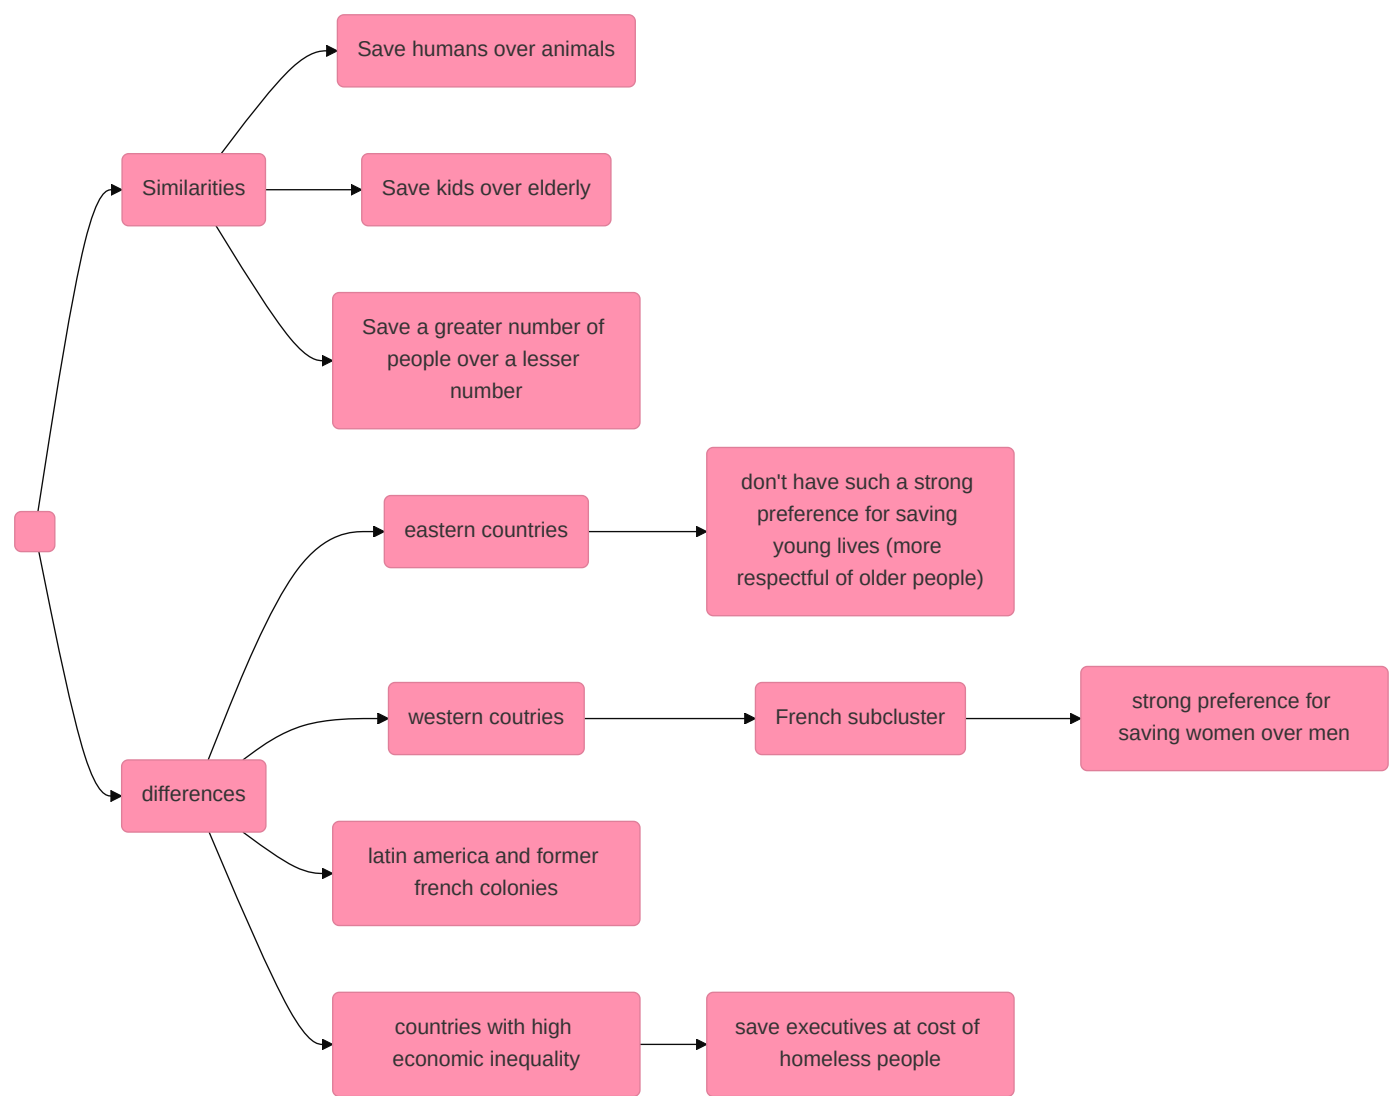 Save humans over animals
Similarities
Save kids over elderly
Save a greater number of
people over a lesser
number
eastern countries
don't have such a strong
preference for saving
young lives (more
respectful of older people)
western coutries
French subcluster
strong preference for
saving women over men
differences
latin america and former
french colonies
countries with high
economic inequality
save executives at cost of
homeless people